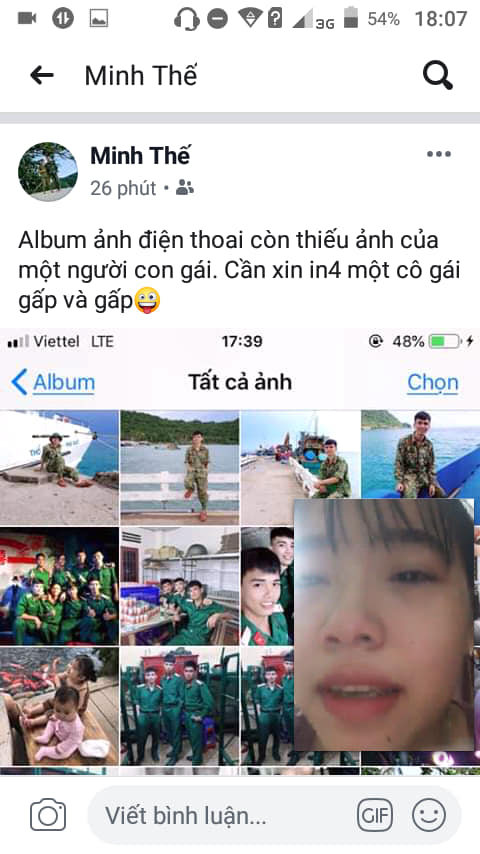 3G 54% 18:07
Minh Thế
Minh Thế
26 phút
Album ảnh điện thoai còn thiếu ảnh của
một người con gái. Cần xin in4 một cô gái
gấp và gấp
Viettel LTE 17:39 48%
Album Tất cả ảnh Chọn
Viết bình luận... GIF